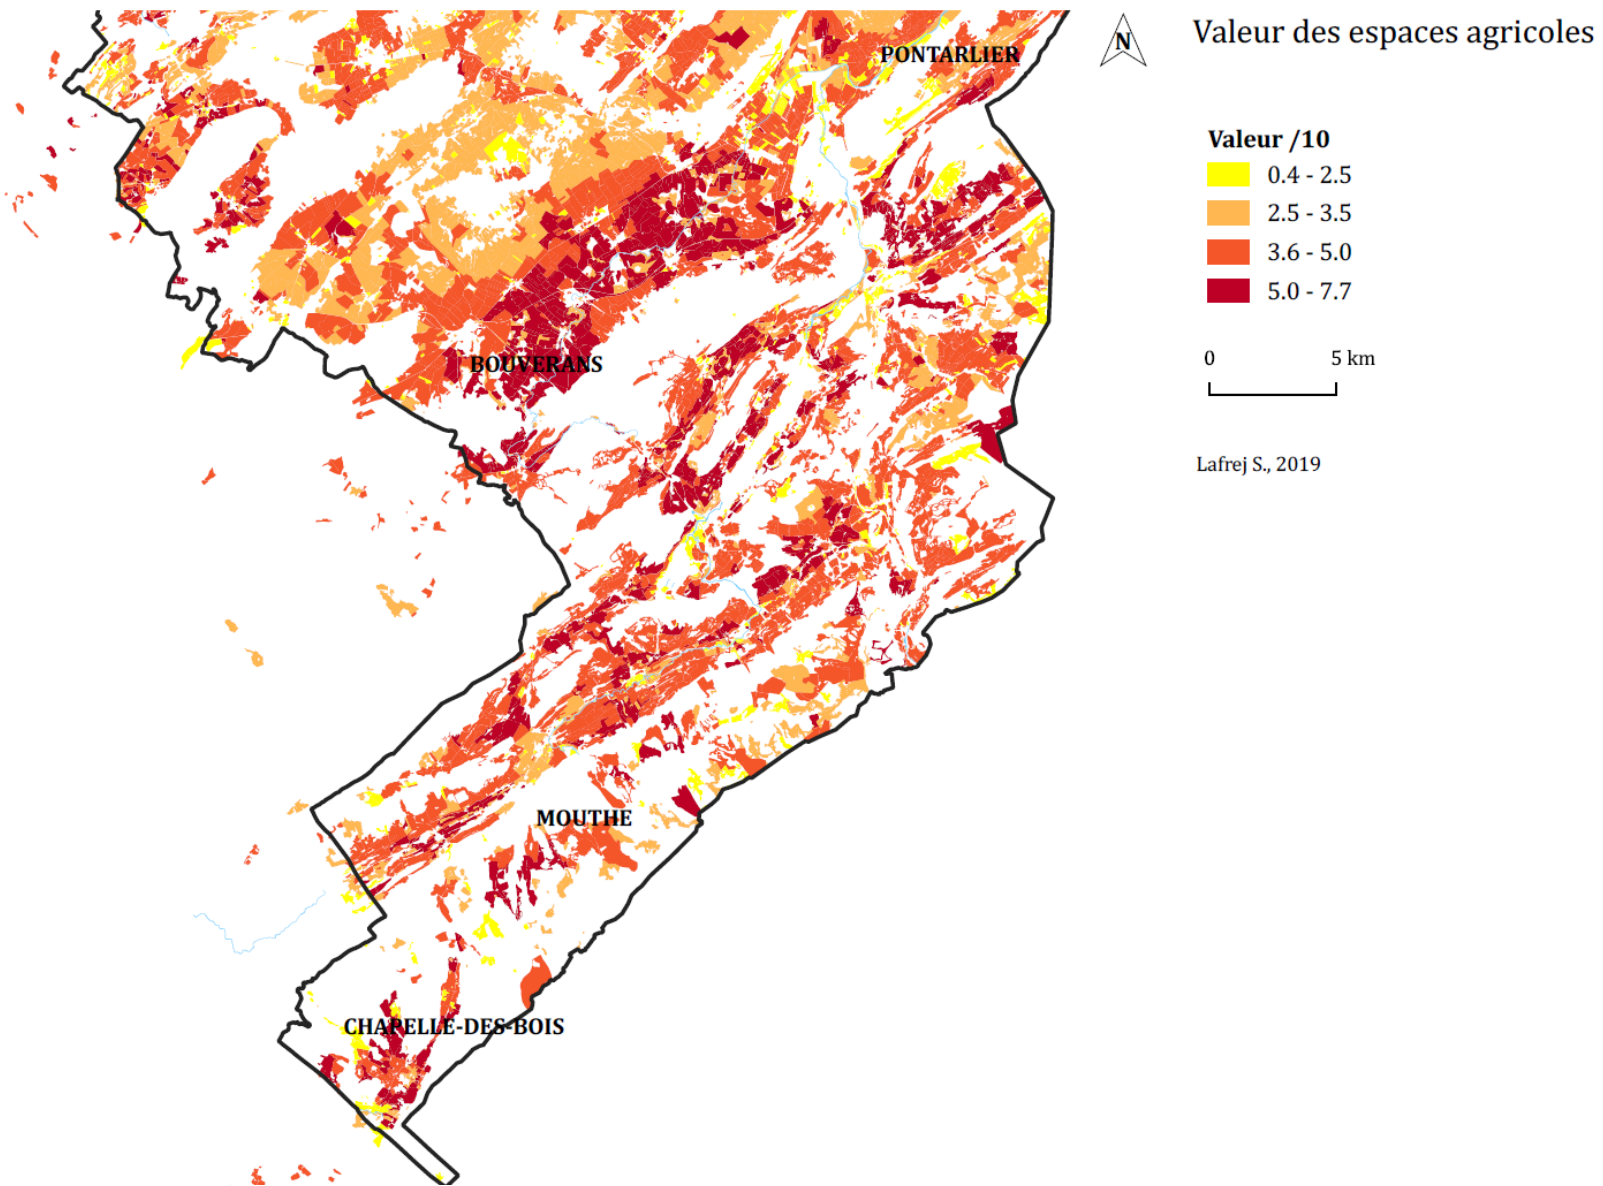 Valeur des espaces agricoles
N
PONTARLIER
Valeur /10
0.4 - 2.5
2.5 - 3.5
3.6 - 5.0
5.0 - 7.7
0 5 km
BOUVERANS
Lafrej S., 2019
MOUTHE
CHAPELLE-DES-BOIS